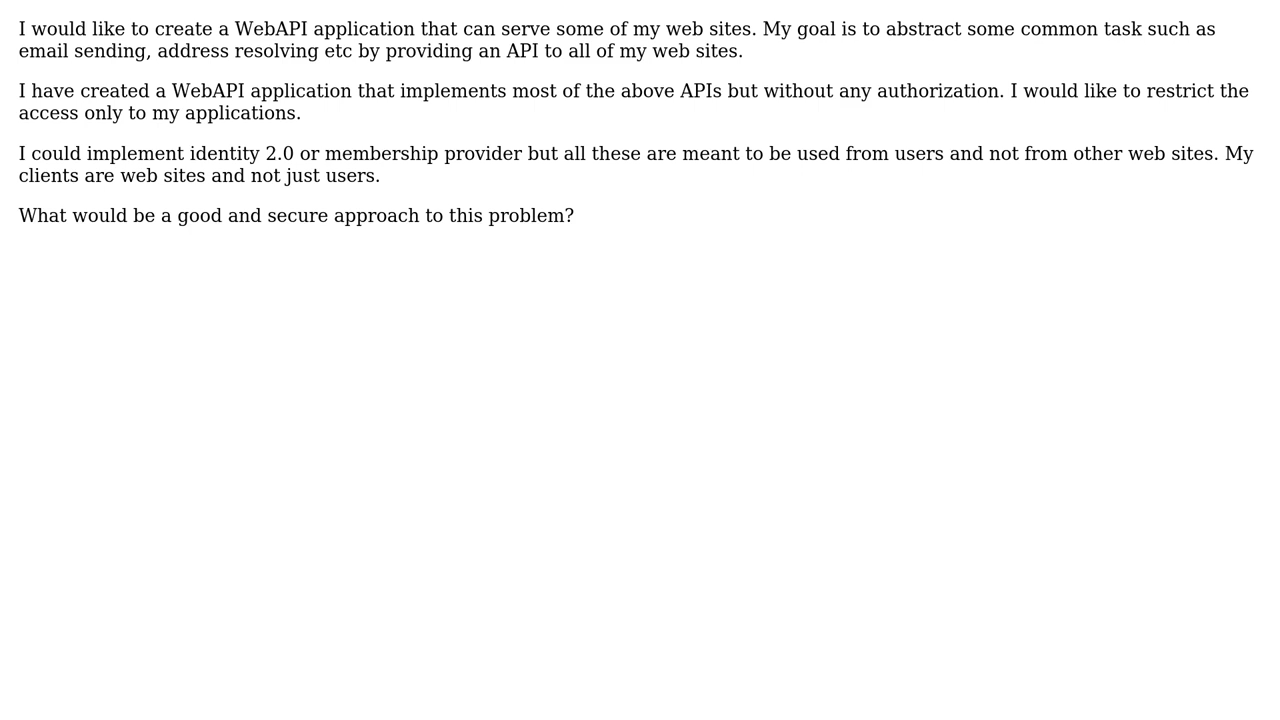 I would like to create a WebAPI application that can serve some of my web sites. My goal is to abstract some common task such as
email sending, address resolving etc by providing an API to all of my web sites.
I have created a WebAPI application that implements most of the above APIs but without any authorization. I would like to restrict the
access only to my applications.
I could implement identity 2.0 or membership provider but all these are meant to be used from users and not from other web sites. My
clients are web sites and not just users.
What would be a good and secure approach to this problem?